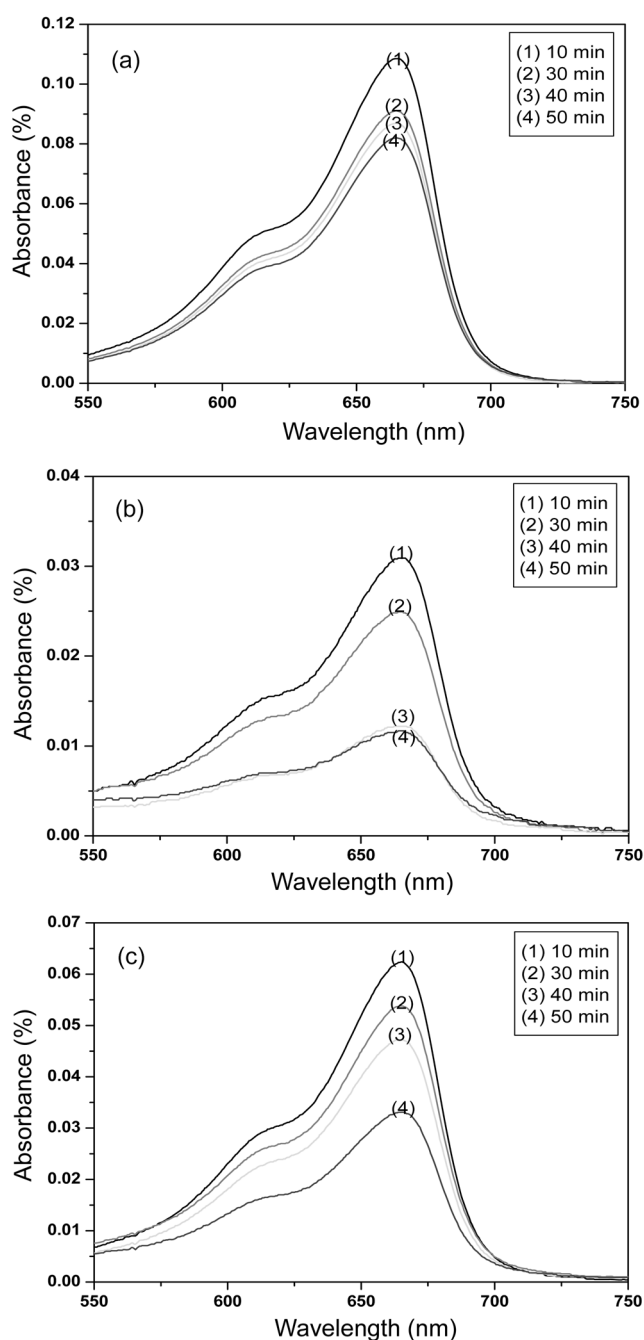 0.12
(a)
(1)
(1) 10 min
(2) 30 min
(3) 40 min
(4) 50 min
0.10
(2)
(3)
(4)
0.08
0.06
0.04
0.02
0.00
Absorbance (%)
550 600 650 700 750
Wavelength (nm)
0.04
(b)
(1) 10 min
(2) 30 min
(3) 40 min
(4) 50 min
(1)
0.03
(2)
0.02
(3)
(4)
0.01
0.00
Absorbance (%)
550 600 650 700 750
Wavelength (nm)
0.07
(c)
(1)
(1) 10 min
(2) 30 min
(3) 40 min
(4) 50 min
0.06
(2)
0.05
(3)
0.04
(4)
0.03
0.02
0.01
0.00
Absorbance (%)
550 600 650 700 750
Wavelength (nm)